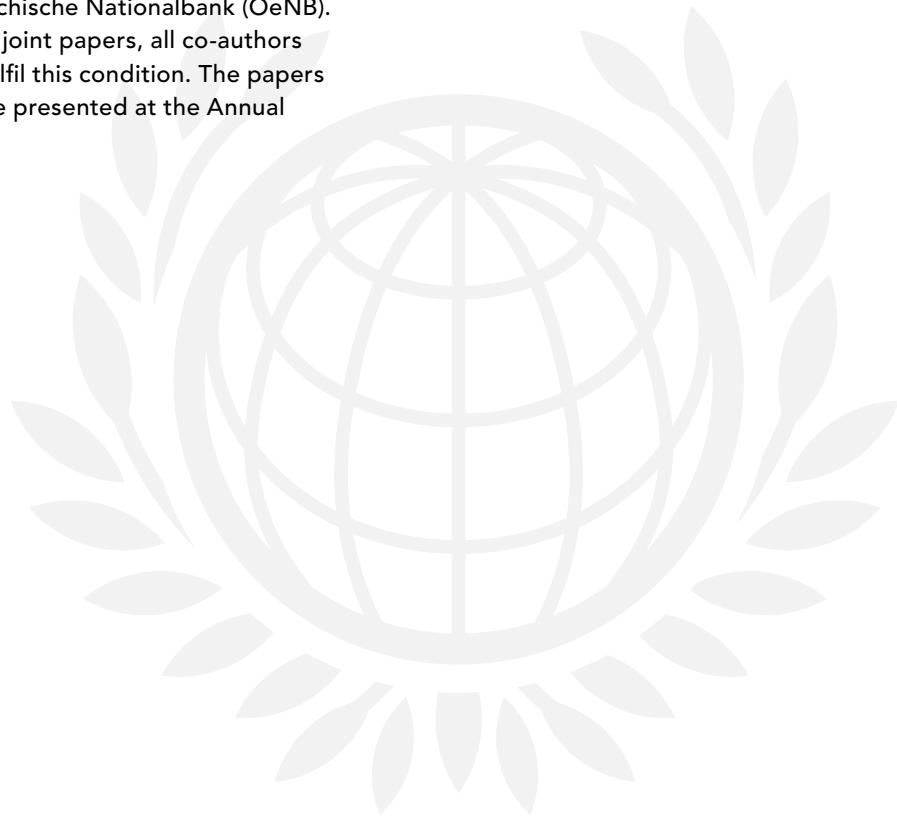 chische Nationalbank (OeNB).
joint papers, all co-authors
lfil this condition. The papers
e presented at the Annual